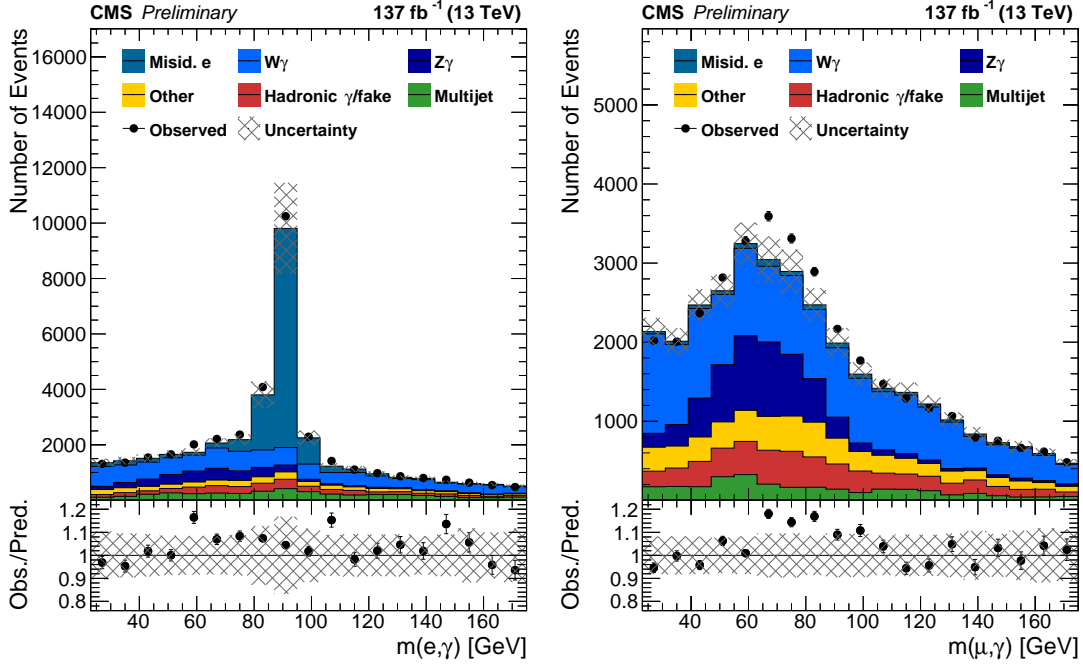 CMS Preliminary 137 fb⁻¹ (13 TeV)
Number of Events
16000
14000
12000
10000
8000
6000
4000
2000
Misid. e Wγ Zγ
Other Hadronic γ/fake Multijet
Observed Uncertainty
Obs./Pred.
1.2
1.1
1
0.9
0.8
40 60 80 100 120 140 160
m(e,γ) [GeV]
CMS Preliminary 137 fb⁻¹ (13 TeV)
Number of Events
5000
4000
3000
2000
1000
Misid. e Wγ Zγ
Other Hadronic γ/fake Multijet
Observed Uncertainty
Obs./Pred.
1.2
1.1
1
0.9
0.8
40 60 80 100 120 140 160
m(μ,γ) [GeV]